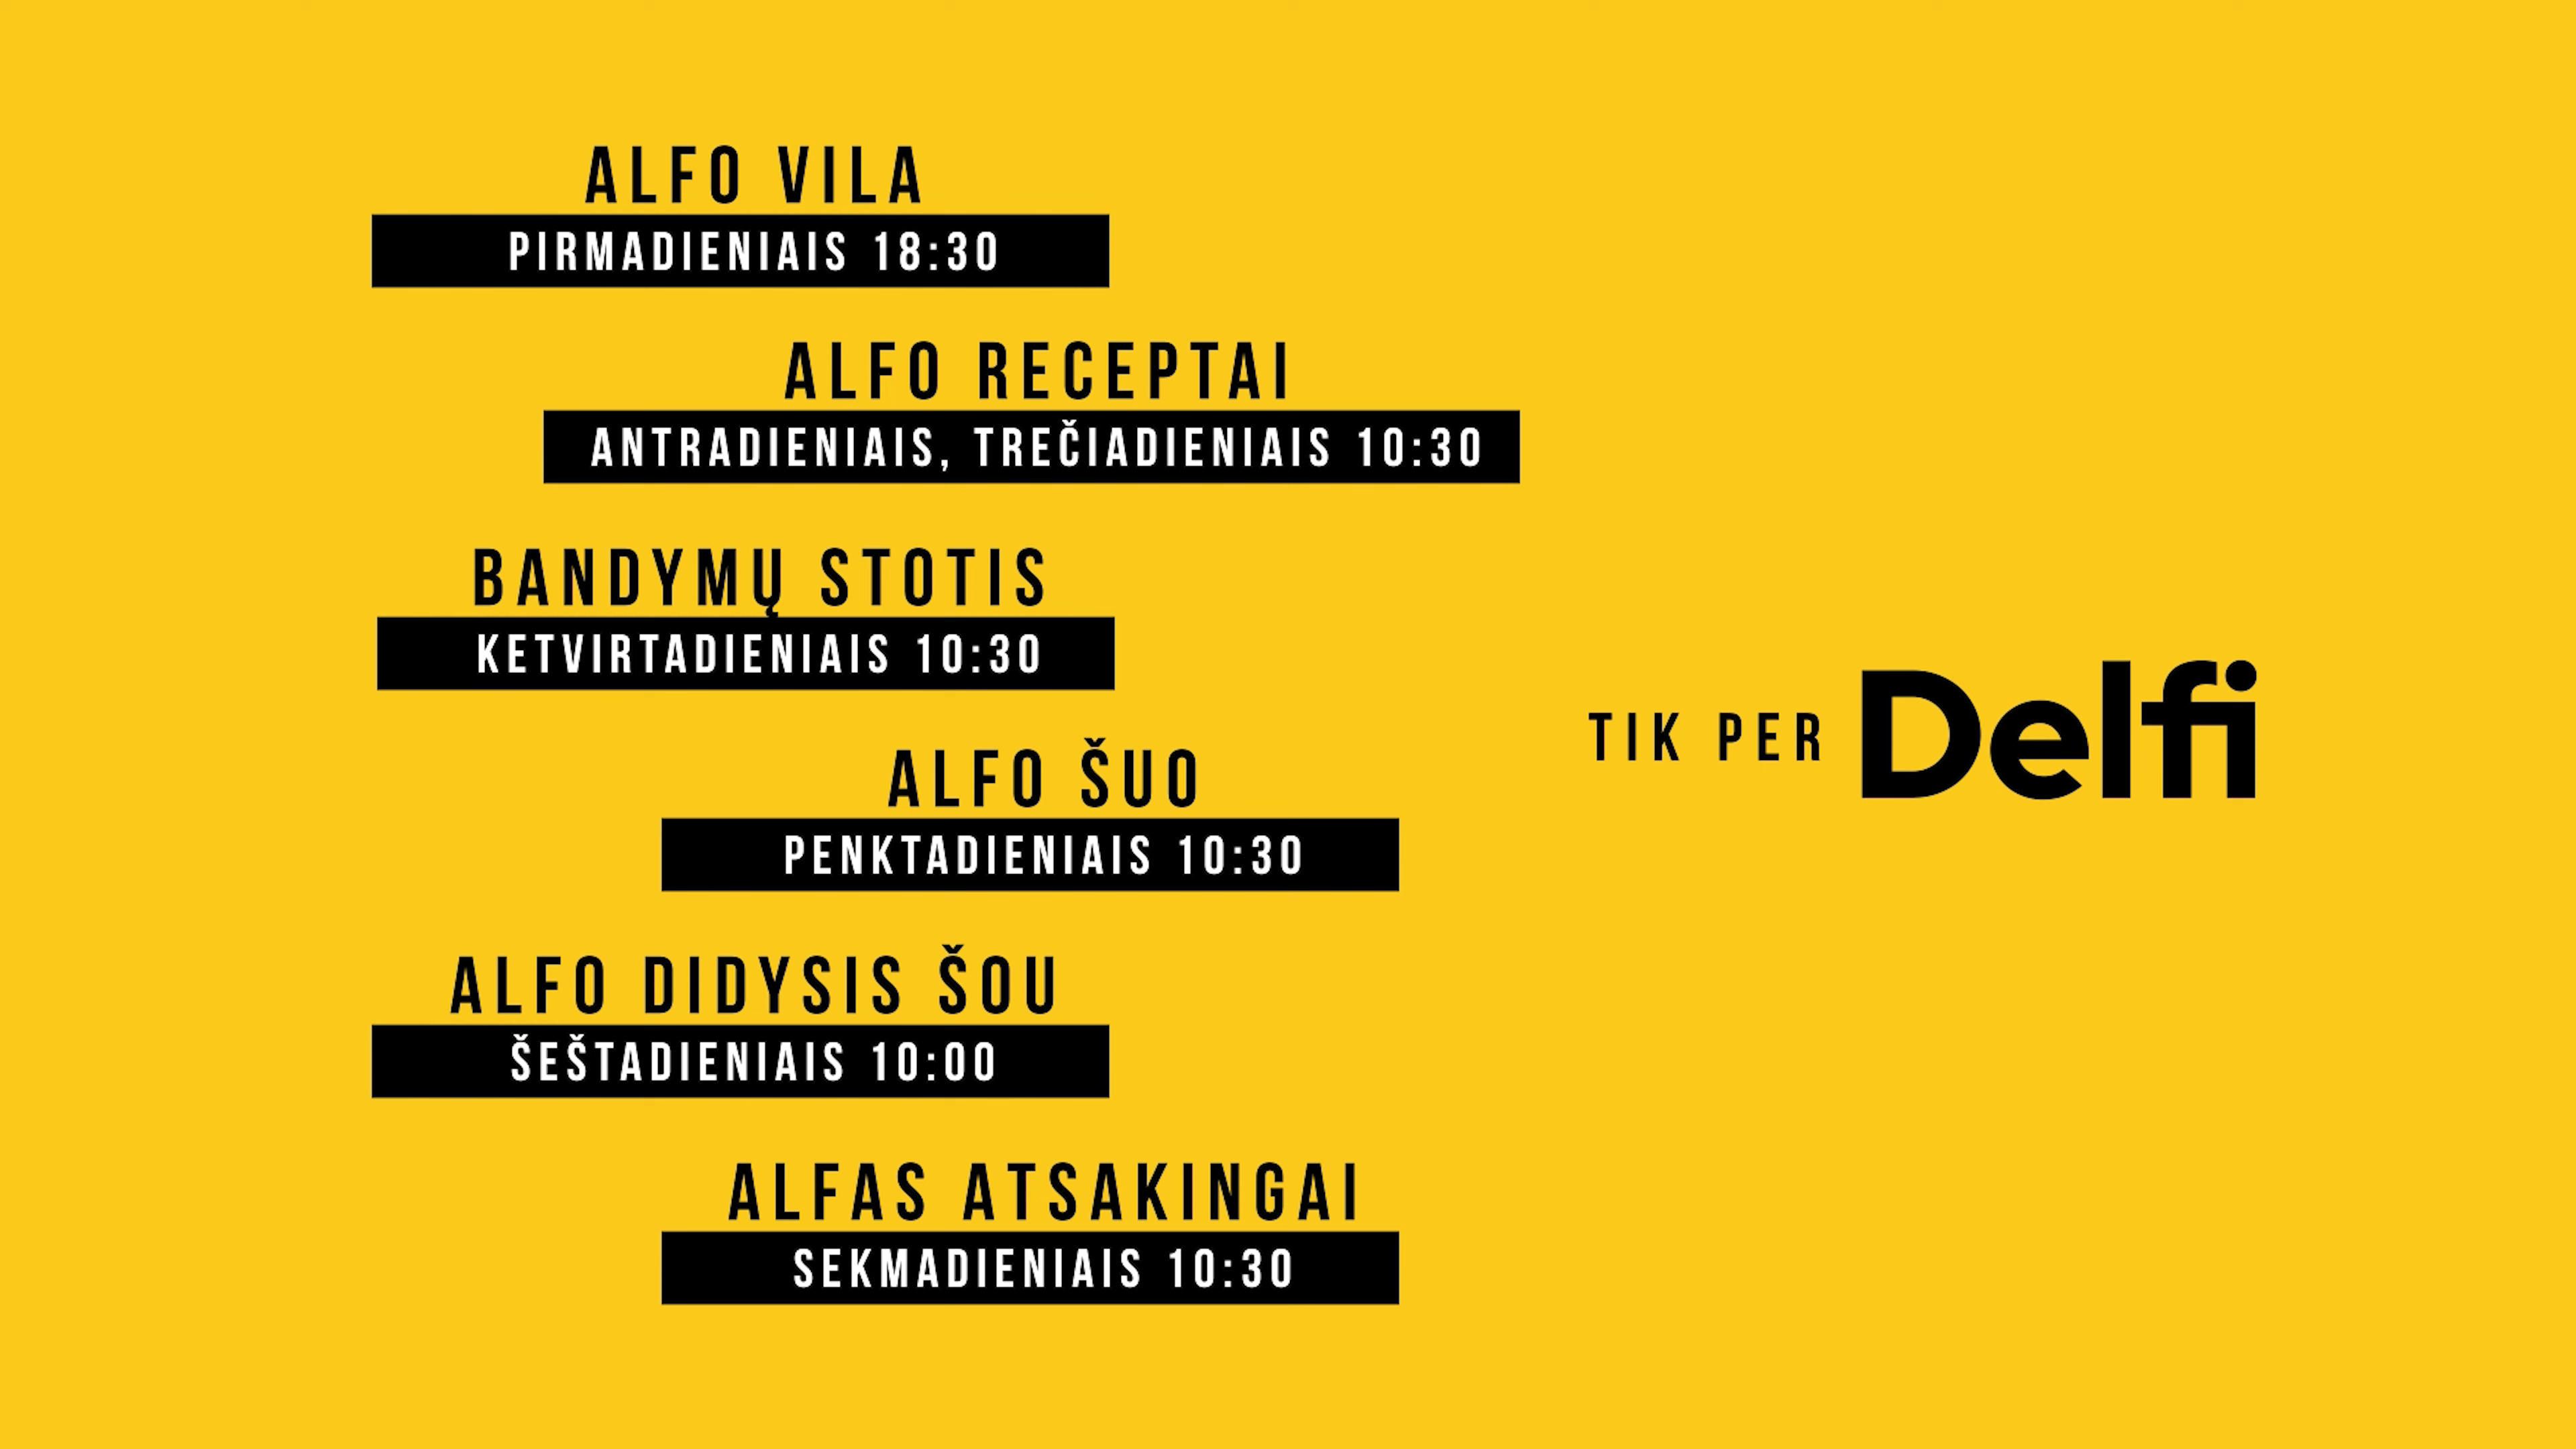 ALFO VILA
PIRMADIENIAIS 18:30
ALFO RECEPTAI
ANTRADIENIAIS, TREČIADIENIAIS 10:30
BANDYMŲ STOTIS
KETVIRTADIENIAIS 10:30
ALFO ŠUO
PENKTADIENIAIS 10:30
ALFO DIDYSIS ŠOU
ŠEŠTADIENIAIS 10:00
ALFAS ATSAKINGAI
SEKMADIENIAIS 10:30
TIK PER Delfi